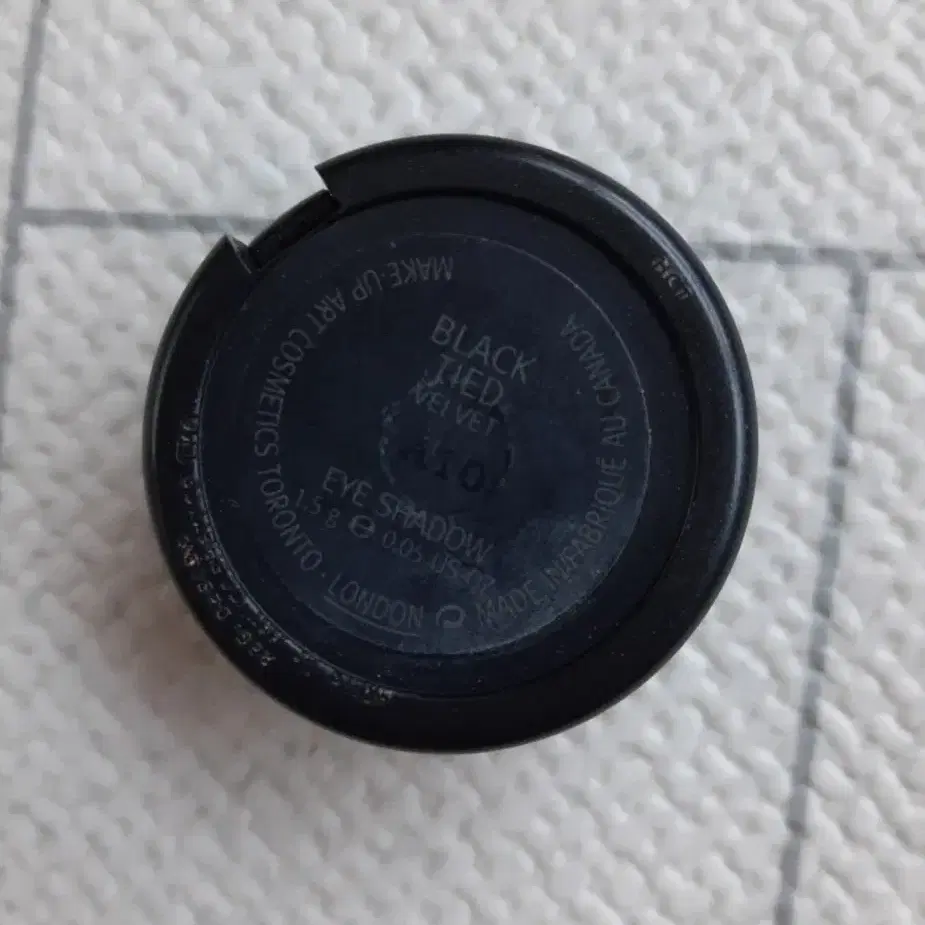 BLACK
TIED
VELVET
EYE SHADOW
1.5 g e 0.05 US OZ
MAKE-UP ART COSMETICS TORONTO · LONDON
MADE IN/FABRIQUÉ AU CANADA